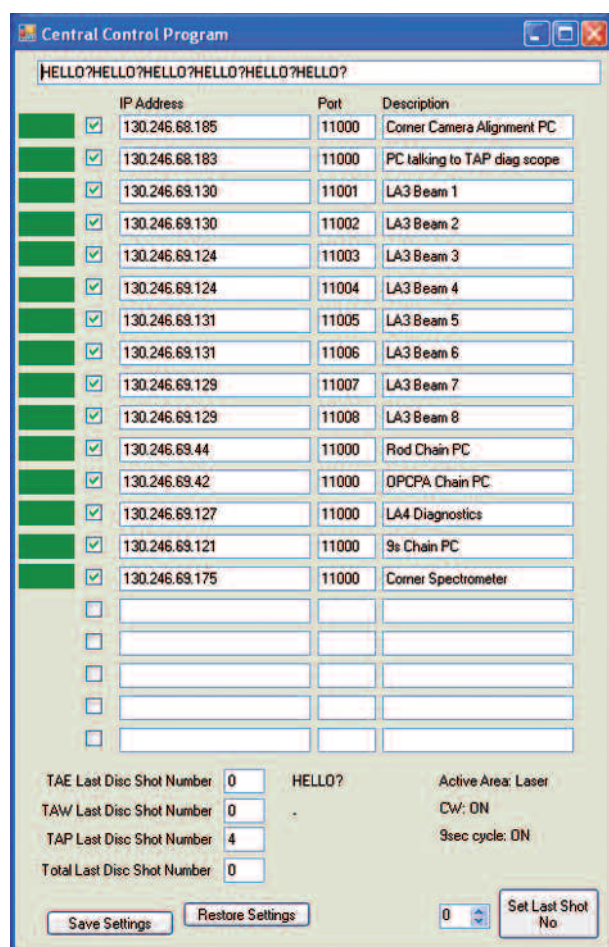 Central Control Program
HELLO?HELLO?HELLO?HELLO?HELLO?HELLO?
IP Address Port Description
130.246.68.185 11000 Corner Camera Alignment PC
130.246.68.183 11000 PC talking to TAP diag scope
130.246.69.130 11001 LA3 Beam 1
130.246.69.130 11002 LA3 Beam 2
130.246.69.124 11003 LA3 Beam 3
130.246.69.124 11004 LA3 Beam 4
130.246.69.131 11005 LA3 Beam 5
130.246.69.131 11006 LA3 Beam 6
130.246.69.129 11007 LA3 Beam 7
130.246.69.129 11008 LA3 Beam 8
130.246.69.44 11000 Rod Chain PC
130.246.69.42 11000 OPCPA Chain PC
130.246.69.127 11000 LA4 Diagnostics
130.246.69.121 11000 9s Chain PC
130.246.69.175 11000 Corner Spectrometer
TAE Last Disc Shot Number 0 HELLO? Active Area: Laser
TAW Last Disc Shot Number 0 . CW: ON
TAP Last Disc Shot Number 4 9sec cycle: ON
Total Last Disc Shot Number 0
Save Settings Restore Settings 0 Set Last Shot
No